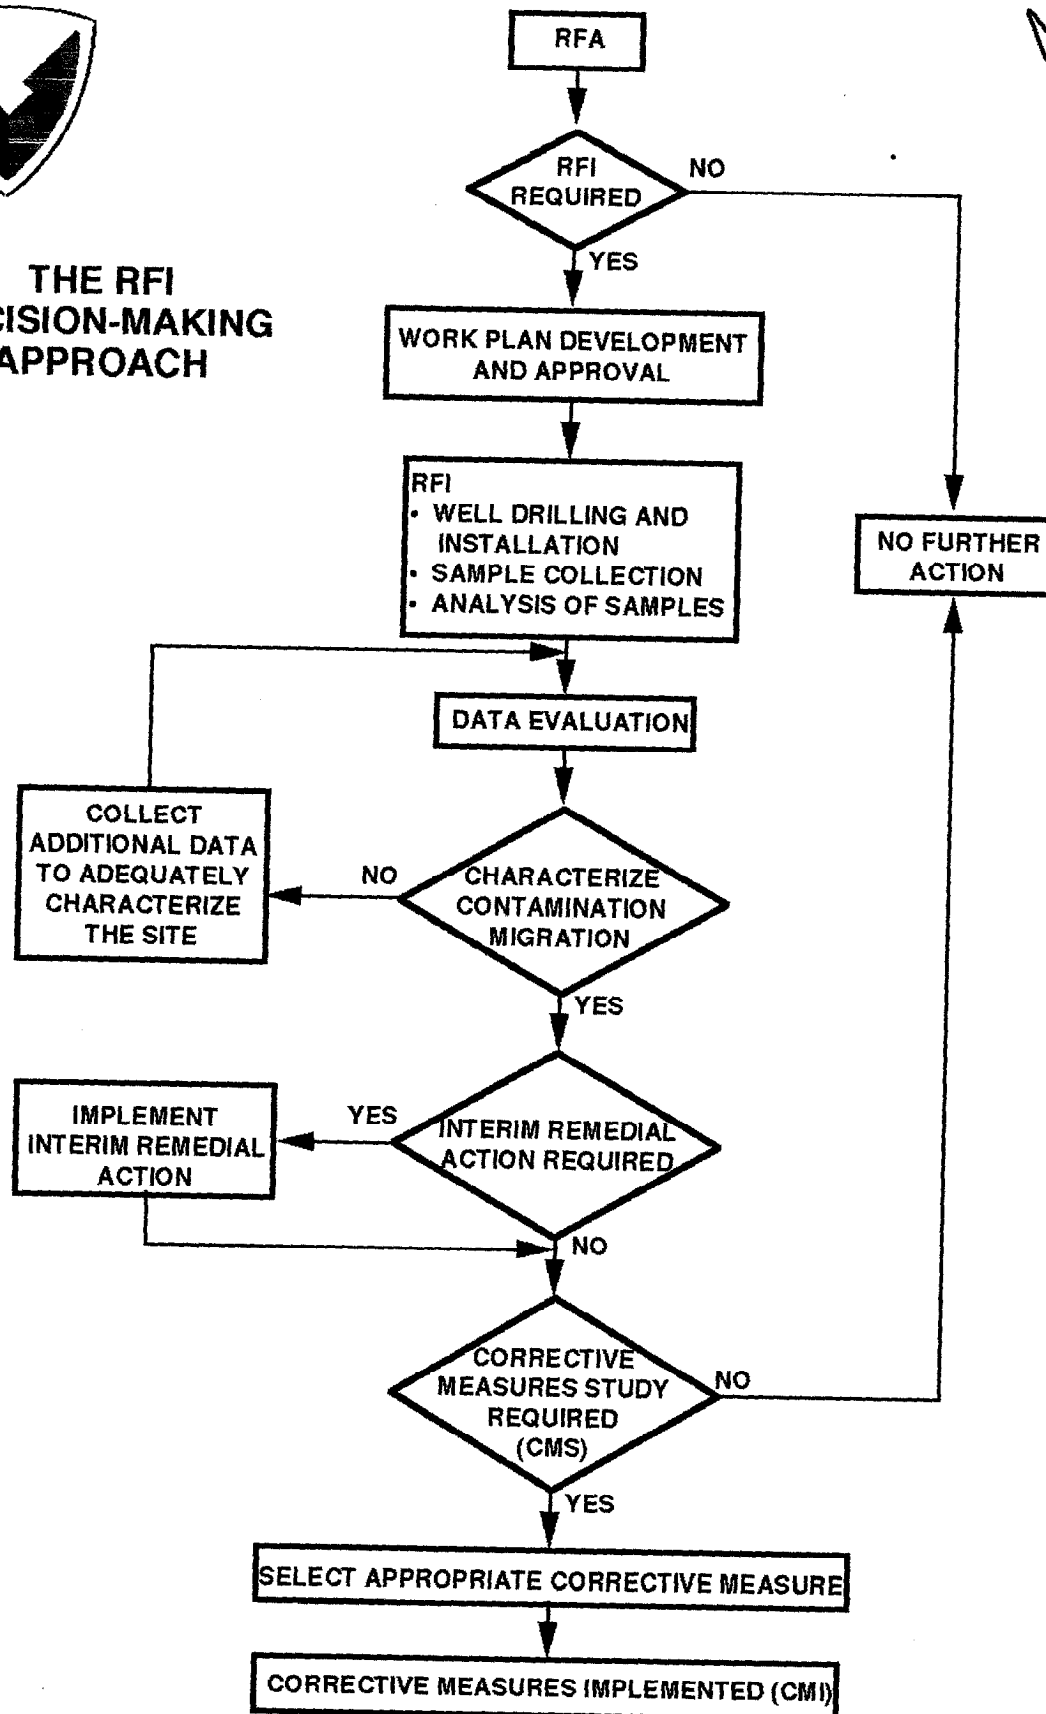 RFA
RFI
REQUIRED
NO
YES
THE RFI
CISION-MAKING
APPROACH
WORK PLAN DEVELOPMENT
AND APPROVAL
RFI
• WELL DRILLING AND
INSTALLATION
• SAMPLE COLLECTION
• ANALYSIS OF SAMPLES
NO FURTHER
ACTION
DATA EVALUATION
COLLECT
ADDITIONAL DATA
TO ADEQUATELY
CHARACTERIZE
THE SITE
NO
CHARACTERIZE
CONTAMINATION
MIGRATION
YES
IMPLEMENT
INTERIM REMEDIAL
ACTION
YES
INTERIM REMEDIAL
ACTION REQUIRED
NO
CORRECTIVE
MEASURES STUDY
REQUIRED
(CMS)
NO
YES
SELECT APPROPRIATE CORRECTIVE MEASURE
CORRECTIVE MEASURES IMPLEMENTED (CMI)